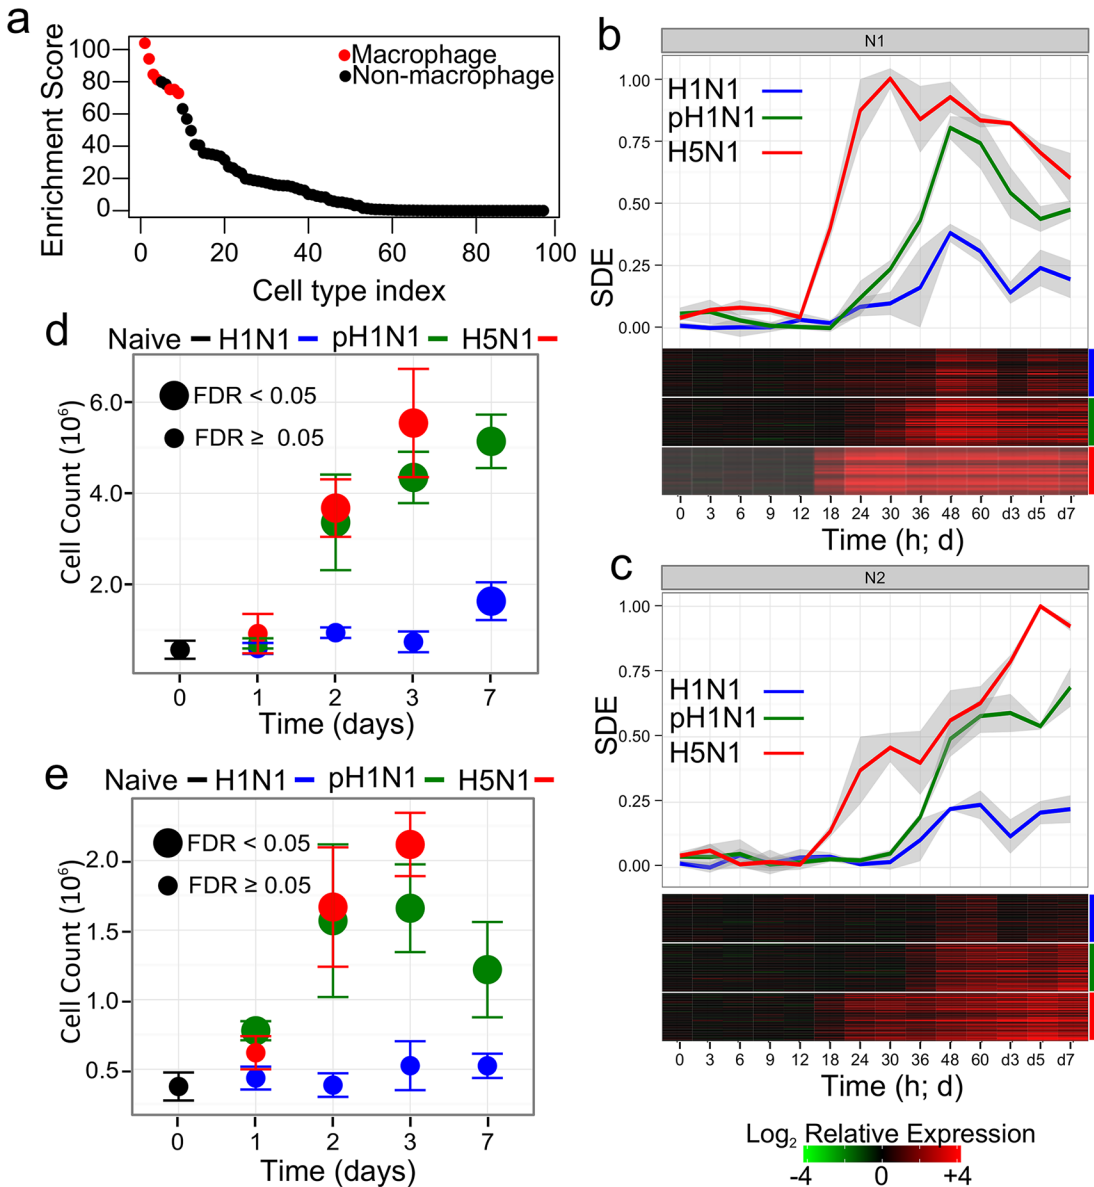 a
Enrichment Score
100
80
60
40
20
0
Macrophage
Non-macrophage
0 20 40 60 80 100
Cell type index
b
N1
SDE
1.00
0.75
0.50
0.25
0.00
H1N1
pH1N1
H5N1
0 3 6 9 12 18 24 30 36 48 60 d3 d5 d7
Time (h; d)
c
N2
SDE
1.00
0.75
0.50
0.25
0.00
H1N1
pH1N1
H5N1
0 3 6 9 12 18 24 30 36 48 60 d3 d5 d7
Time (h; d)
Log2 Relative Expression
-4 0 +4
d
Naive H1N1 pH1N1 H5N1
Cell Count (10⁶)
6.0
4.0
2.0
FDR < 0.05
FDR ≥ 0.05
0 1 2 3 7
Time (days)
e
Naive H1N1 pH1N1 H5N1
Cell Count (10⁶)
2.0
1.5
1.0
0.5
FDR < 0.05
FDR ≥ 0.05
0 1 2 3 7
Time (days)